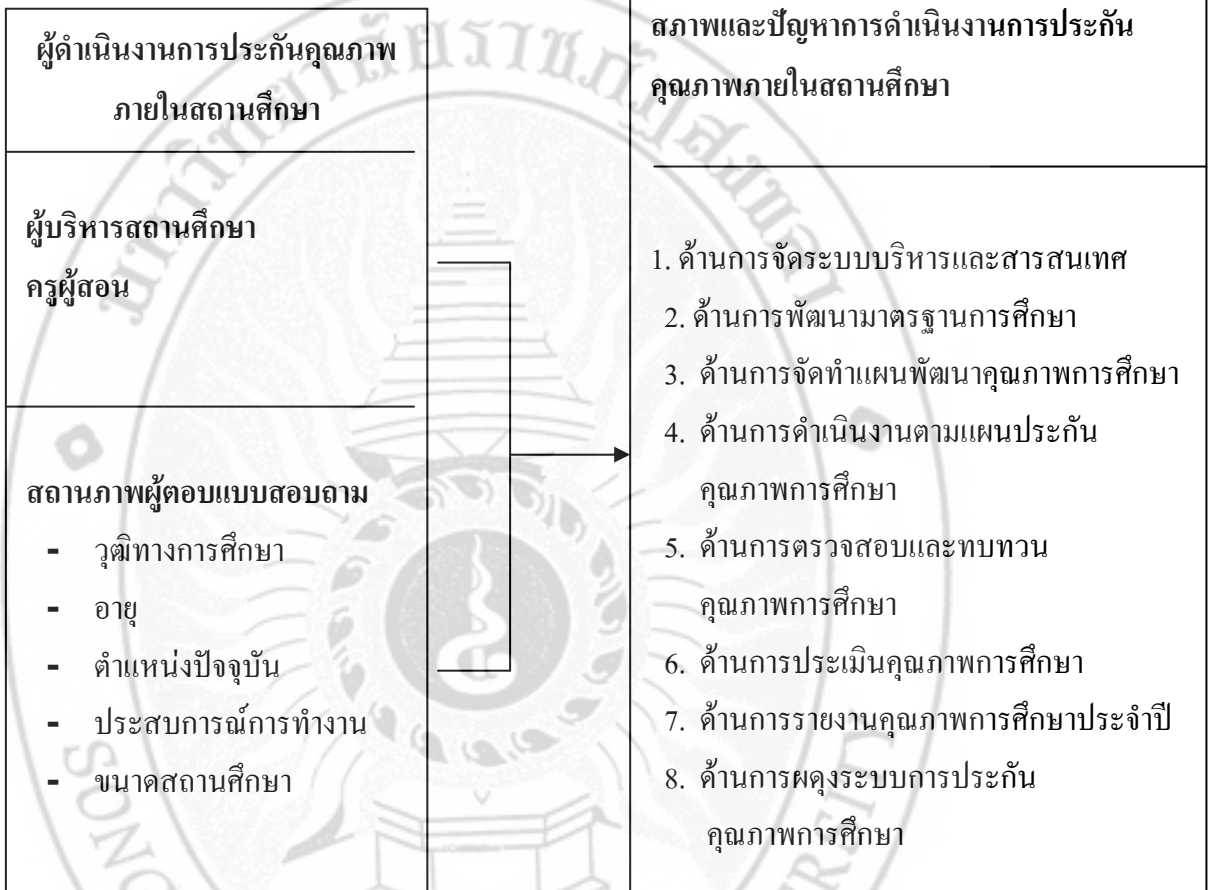 ผู้ดำเนินงานการประกันคุณภาพ
ภายในสถานศึกษา
ผู้บริหารสถานศึกษา
ครูผู้สอน
สถานภาพผู้ตอบแบบสอบถาม
- วุฒิทางการศึกษา
- อายุ
- ตำแหน่งปัจจุบัน
- ประสบการณ์การทำงาน
- ขนาดสถานศึกษา
สภาพและปัญหาการดำเนินงานการประกัน
คุณภาพภายในสถานศึกษา
1. ด้านการจัดระบบบริหารและสารสนเทศ
2. ด้านการพัฒนามาตรฐานการศึกษา
3. ด้านการจัดทำแผนพัฒนาคุณภาพการศึกษา
4. ด้านการดำเนินงานตามแผนประกัน
คุณภาพการศึกษา
5. ด้านการตรวจสอบและทบทวน
คุณภาพการศึกษา
6. ด้านการประเมินคุณภาพการศึกษา
7. ด้านการรายงานคุณภาพการศึกษาประจำปี
8. ด้านการผดุงระบบการประกัน
คุณภาพการศึกษา